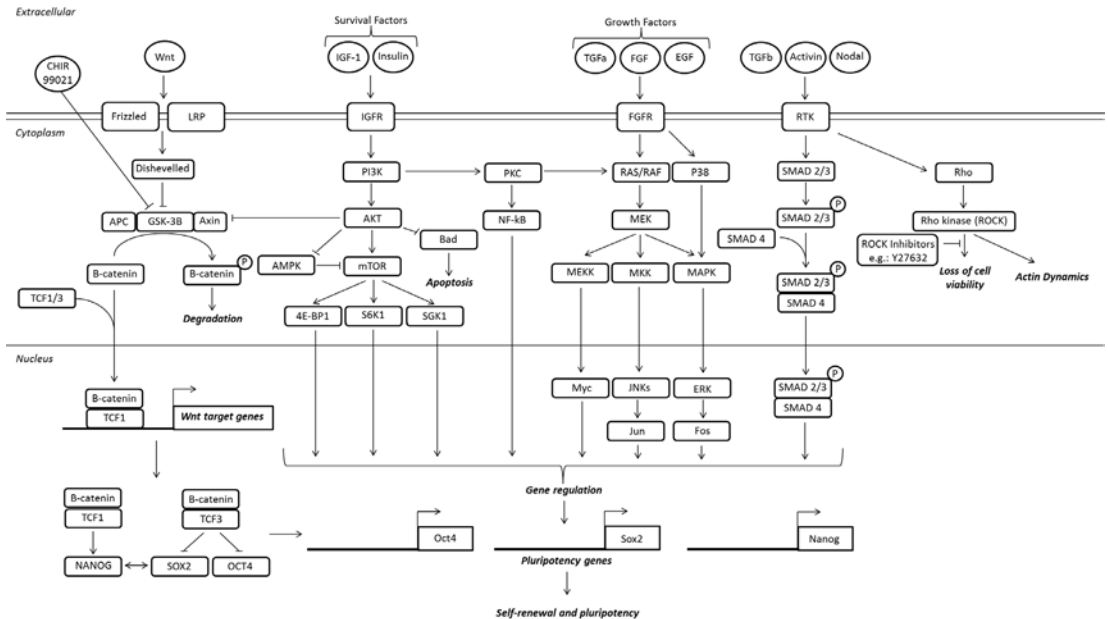 Extracellular
Survival Factors
Growth Factors
CHIR
99021
Wnt
IGF-1
Insulin
TGFa
FGF
EGF
TGFb
Activin
Nodal
Frizzled
LRP
IGFR
FGFR
RTK
Cytoplasm
Dishevelled
PI3K
PKC
RAS/RAF
P38
SMAD 2/3
Rho
APC
GSK-3B
Axin
AKT
NF-kB
MEK
SMAD 2/3
P
Rho kinase (ROCK)
Bad
SMAD 4
ROCK Inhibitors
e.g.: Y27632
B-catenin
B-catenin
P
AMPK
mTOR
Apoptosis
MEKK
MKK
MAPK
SMAD 2/3
P
SMAD 4
Loss of cell
viability
Actin Dynamics
TCF1/3
Degradation
4E-BP1
S6K1
SGK1
Nucleus
B-catenin
TCF1
Wnt target genes
Myc
JNKs
ERK
SMAD 2/3
P
SMAD 4
Jun
Fos
Gene regulation
B-catenin
TCF1
B-catenin
TCF3
NANOG
SOX2
OCT4
Oct4
Sox2
Nanog
Pluripotency genes
Self-renewal and pluripotency